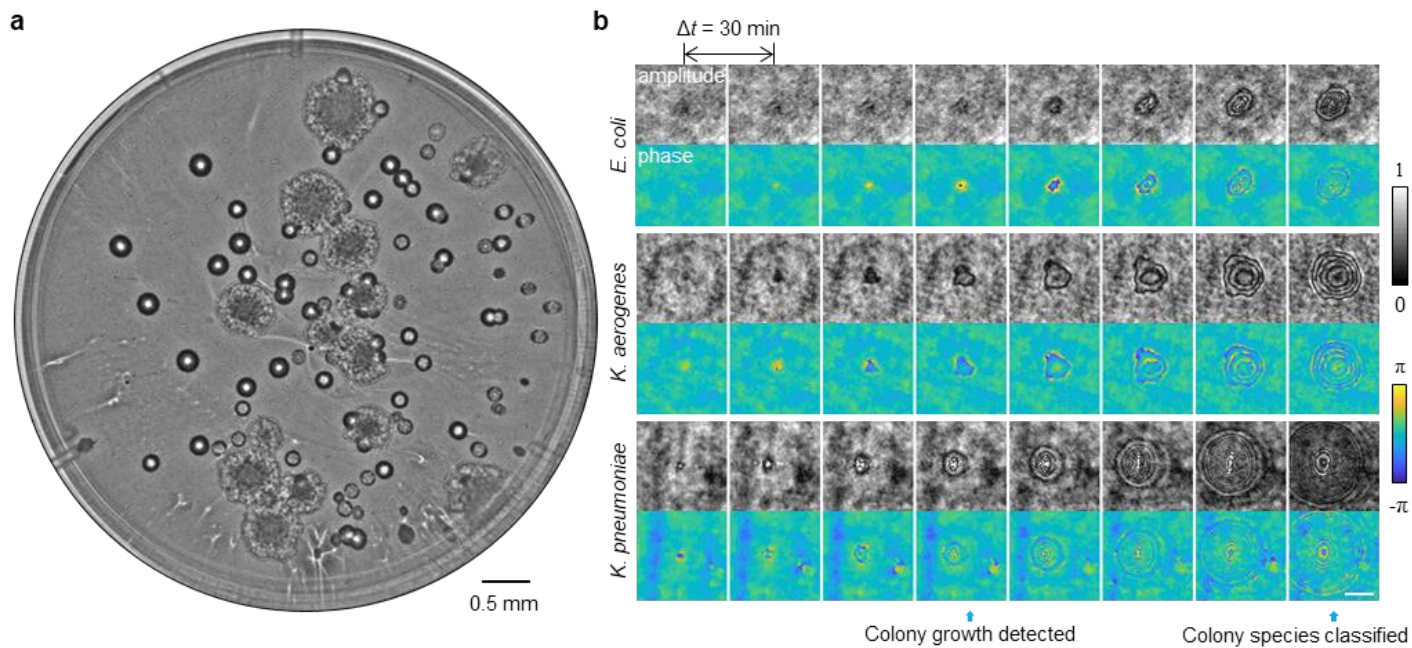 a
0.5 mm
b
Δt = 30 min
amplitude
E. coli
phase
K. aerogenes
K. pneumoniae
1
0
π
-π
Colony growth detected
Colony species classified